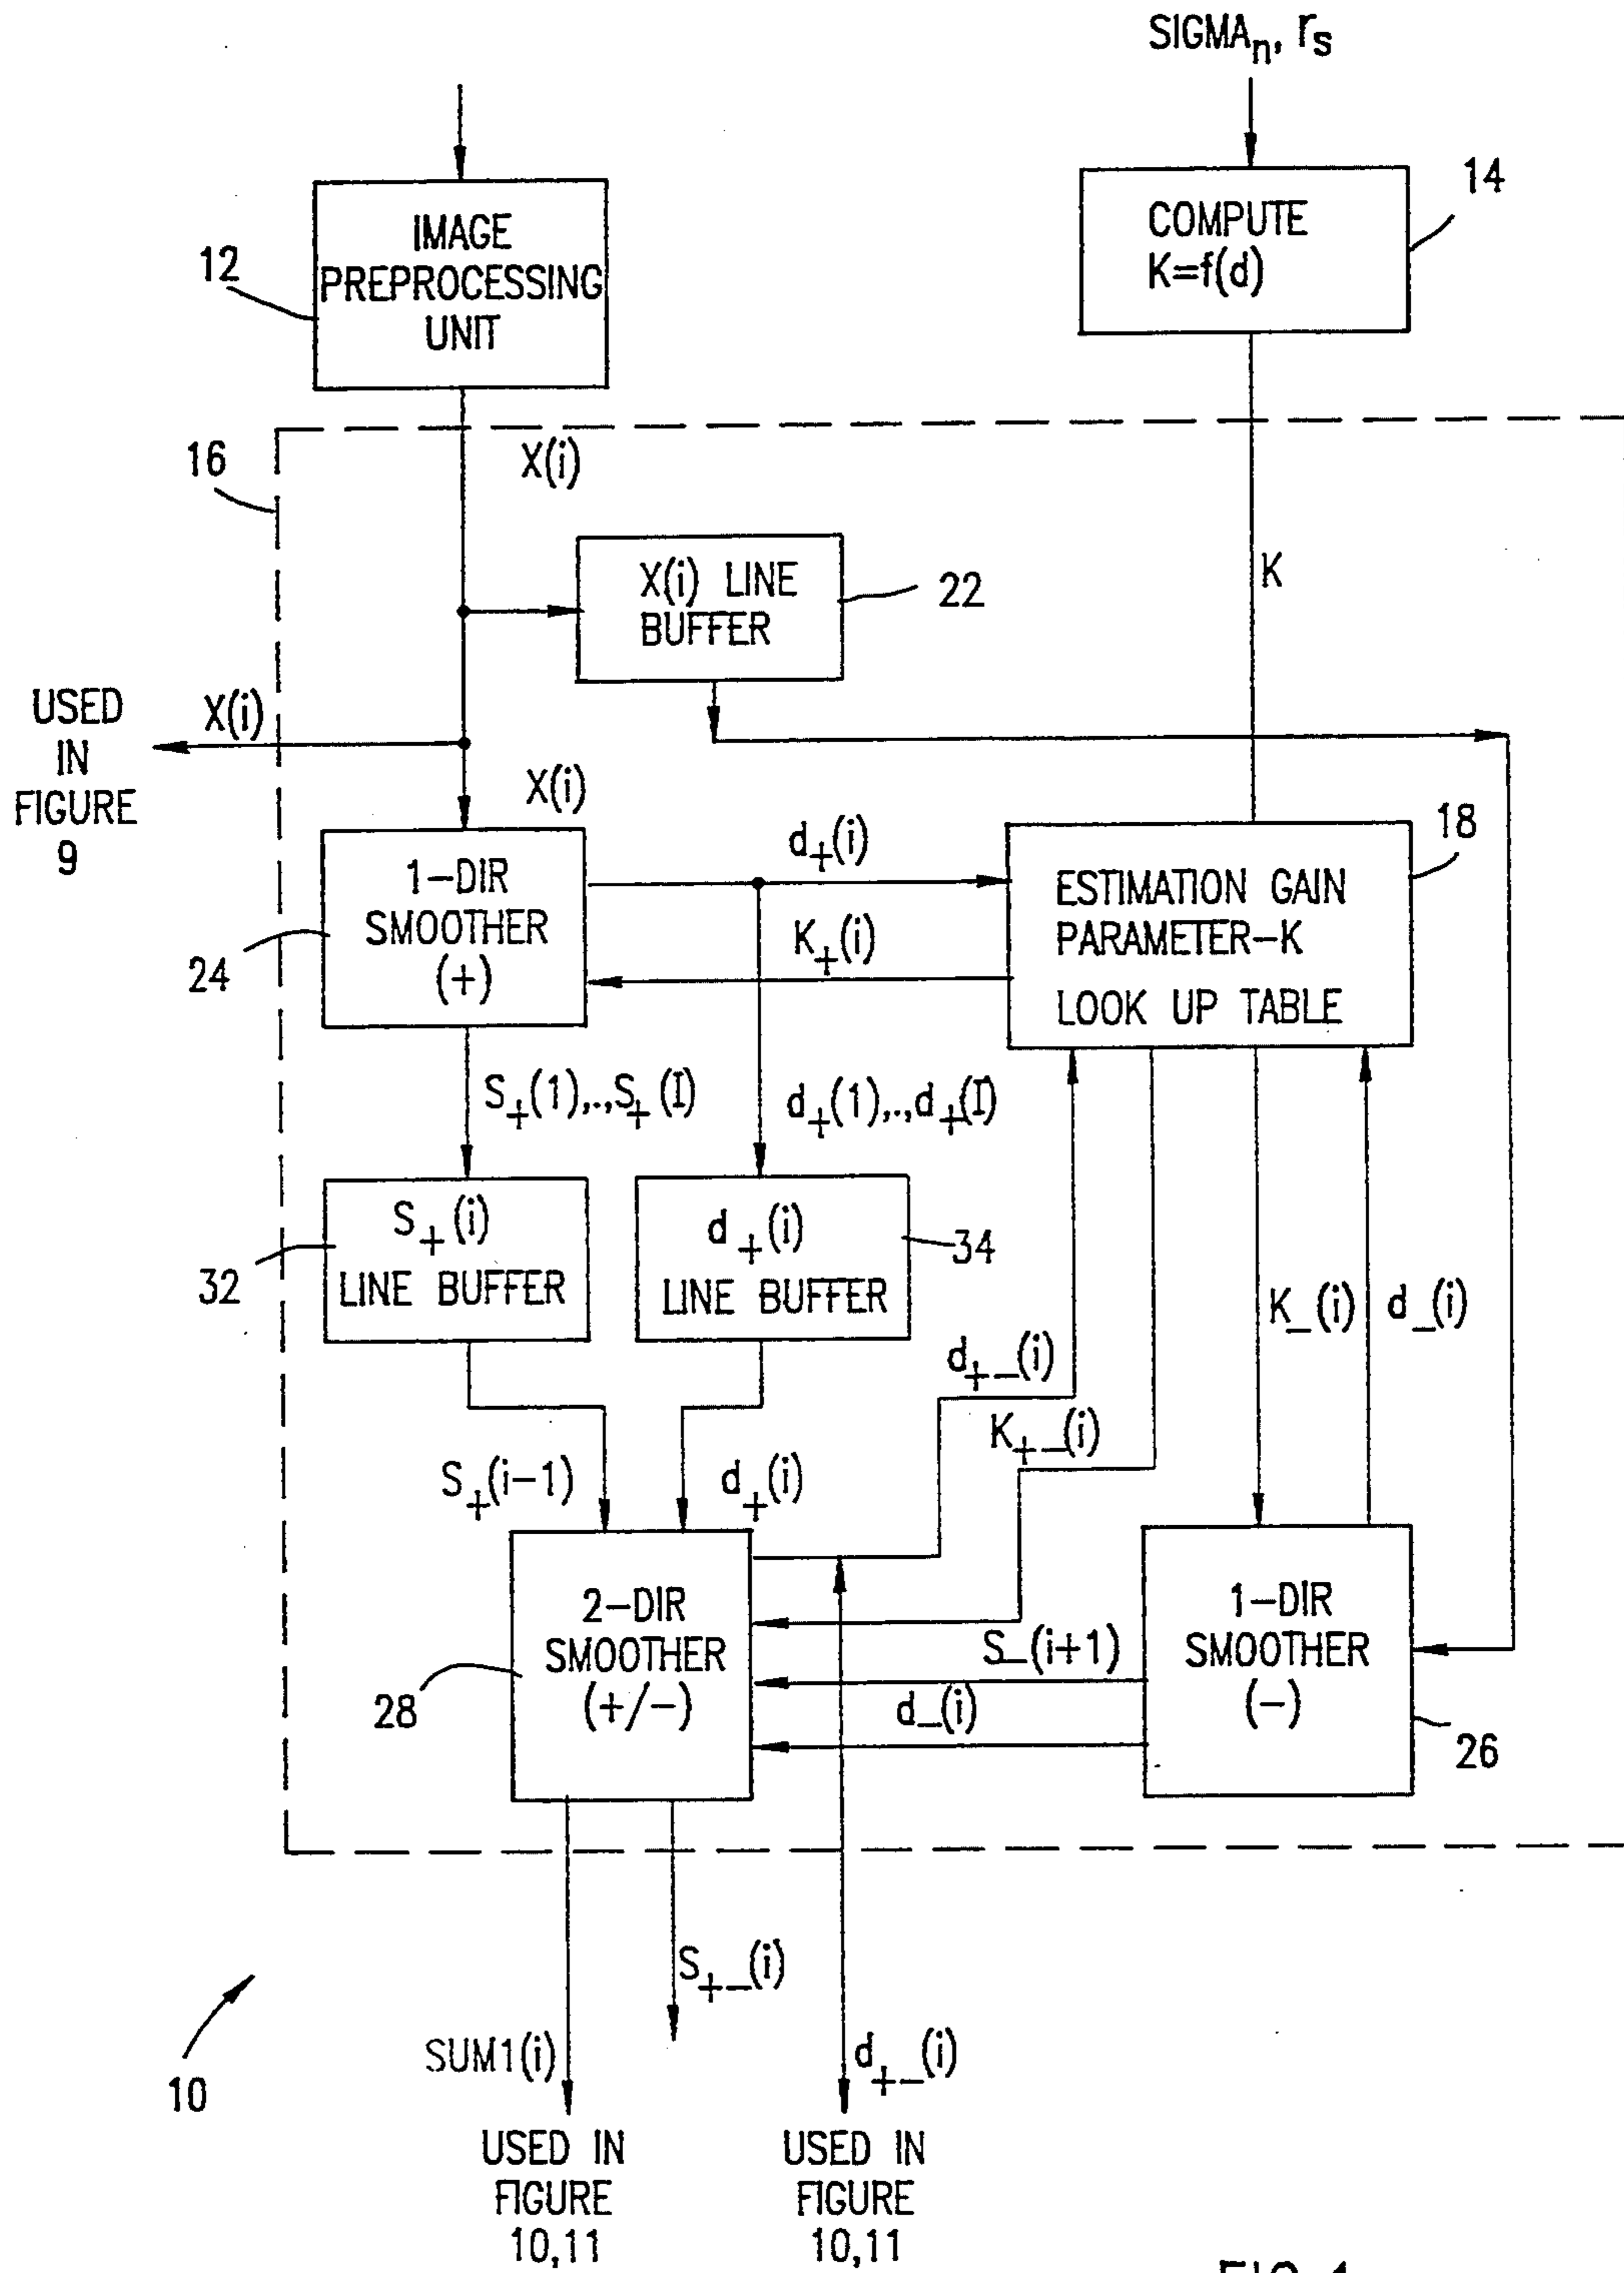 SIGMAn, rs
IMAGE
PREPROCESSING
UNIT
12
COMPUTE
K=f(d)
14
16
X(i)
X(i) LINE
BUFFER
22
K
USED
IN
FIGURE
9
X(i)
X(i)
1-DIR
SMOOTHER
(+)
24
d+(i)
K+(i)
ESTIMATION GAIN
PARAMETER-K
LOOK UP TABLE
18
S+(1),.,S+(I)
d+(1),.,d+(I)
S+(i)
LINE BUFFER
32
d+(i)
LINE BUFFER
34
K_(i)
d_(i)
d+-(i)
K+-(i)
S+(i-1)
d+(i)
2-DIR
SMOOTHER
(+/-)
28
S_(i+1)
d_(i)
1-DIR
SMOOTHER
(-)
26
S+-(i)
SUM1(i)
d+-(i)
10
USED IN
FIGURE
10,11
USED IN
FIGURE
10,11